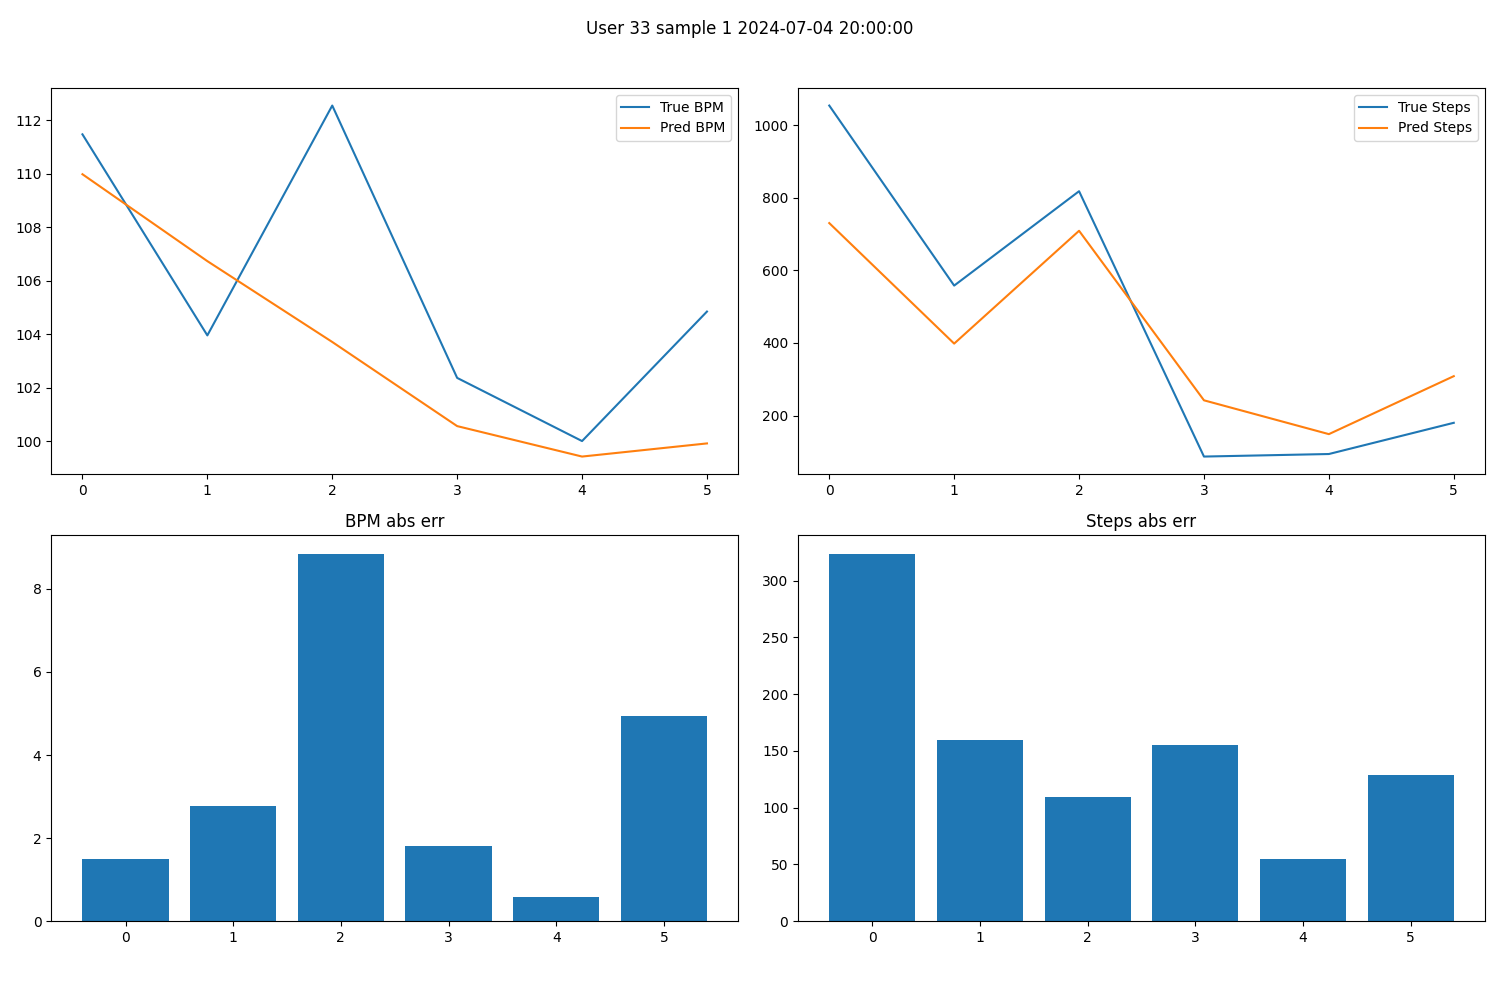 User 33 sample 1 2024-07-04 20:00:00
True BPM
Pred BPM
112
110
108
106
104
102
100
0 1 2 3 4 5
True Steps
Pred Steps
1000
800
600
400
200
0 1 2 3 4 5
BPM abs err
8
6
4
2
0
0 1 2 3 4 5
Steps abs err
300
250
200
150
100
50
0
0 1 2 3 4 5